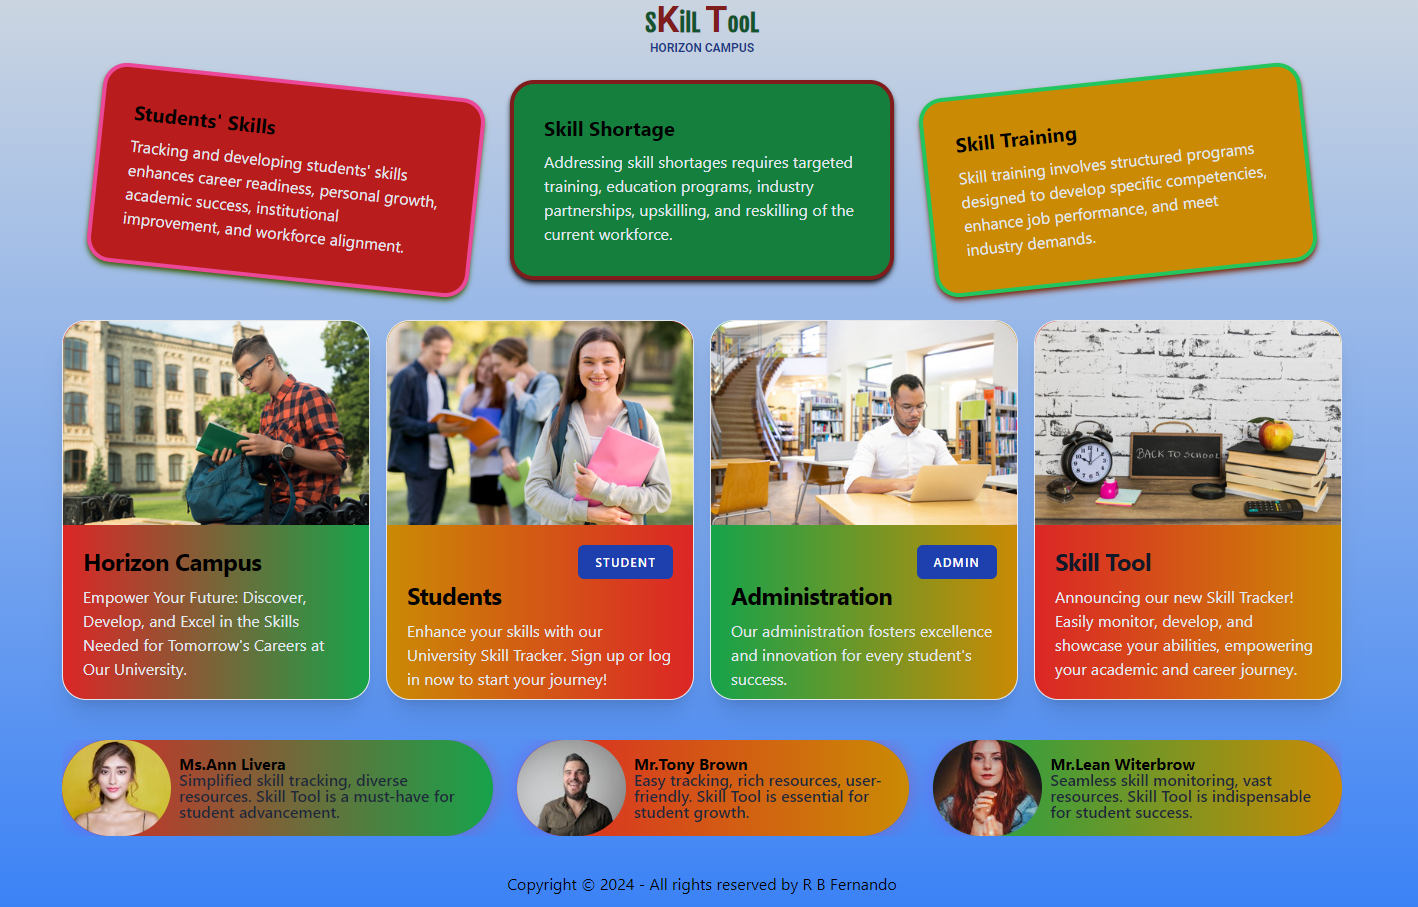 SKillL TooL
HORIZON CAMPUS
Students' Skills
Tracking and developing students' skills
enhances career readiness, personal growth,
academic success, institutional
improvement, and workforce alignment.
Skill Shortage
Addressing skill shortages requires targeted
training, education programs, industry
partnerships, upskilling, and reskilling of the
current workforce.
Skill Training
Skill training involves structured programs
designed to develop specific competencies,
enhance job performance, and meet
industry demands.
Horizon Campus
Empower Your Future: Discover,
Develop, and Excel in the Skills
Needed for Tomorrow's Careers at
Our University.
STUDENT
Students
Enhance your skills with our
University Skill Tracker. Sign up or log
in now to start your journey!
ADMIN
Administration
Our administration fosters excellence
and innovation for every student's
success.
BACK TO SCHOOL
Skill Tool
Announcing our new Skill Tracker!
Easily monitor, develop, and
showcase your abilities, empowering
your academic and career journey.
Ms.Ann Livera
Simplified skill tracking, diverse
resources. Skill Tool is a must-have for
student advancement.
Mr.Tony Brown
Easy tracking, rich resources, user-
friendly. Skill Tool is essential for
student growth.
Mr.Lean Witerbrow
Seamless skill monitoring, vast
resources. Skill Tool is indispensable
for student success.
Copyright © 2024 - All rights reserved by R B Fernando